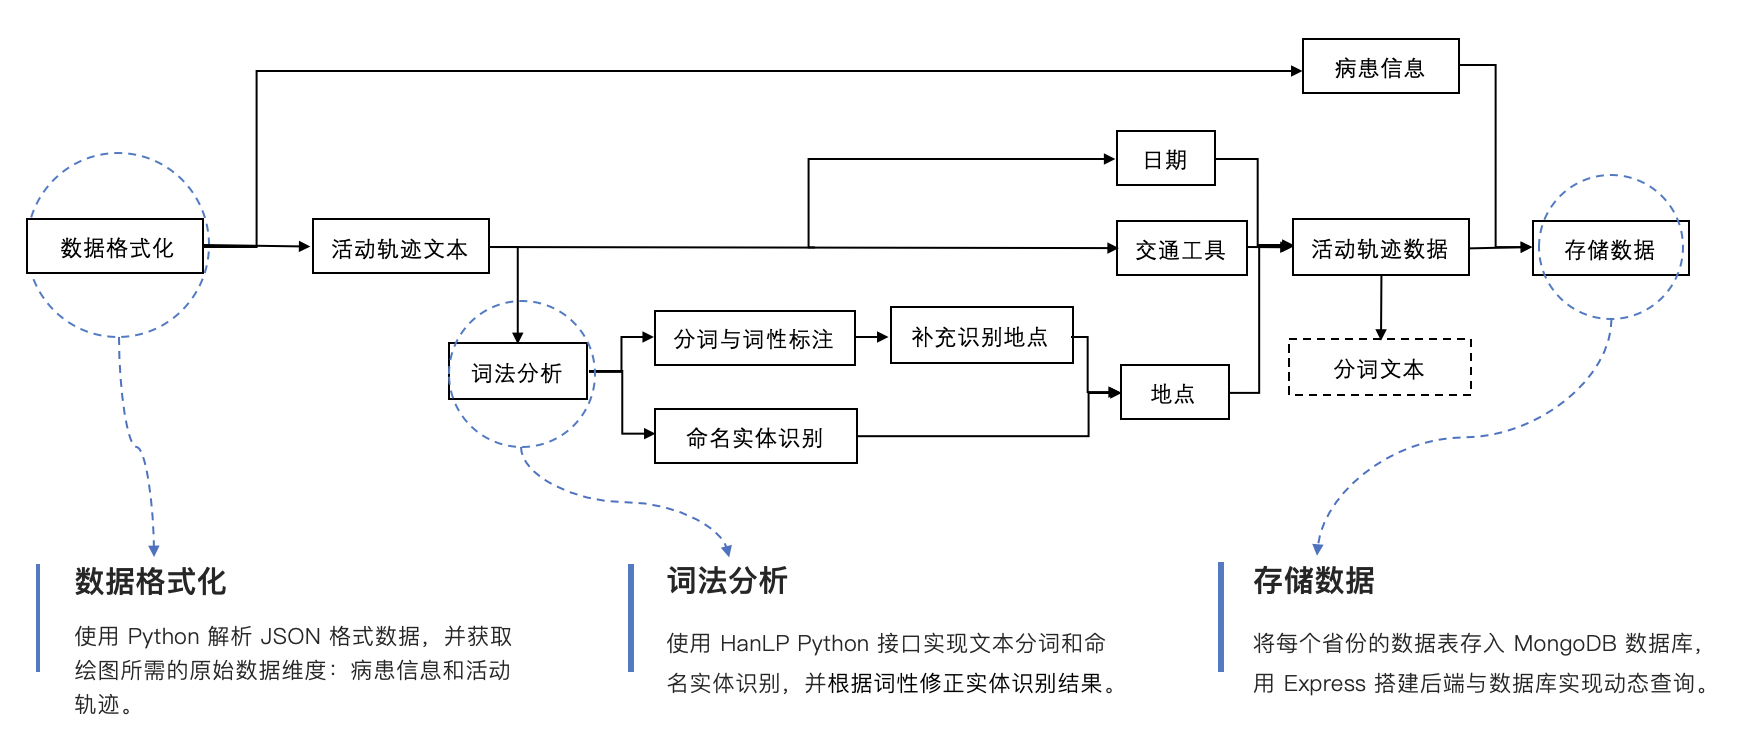 病患信息
日期
数据格式化
活动轨迹文本
交通工具
活动轨迹数据
存储数据
分词与词性标注
补充识别地点
词法分析
地点
分词文本
命名实体识别
数据格式化
使用 Python 解析 JSON 格式数据，并获取
绘图所需的原始数据维度：病患信息和活动
轨迹。
词法分析
使用 HanLP Python 接口实现文本分词和命
名实体识别，并根据词性修正实体识别结果。
存储数据
将每个省份的数据表存入 MongoDB 数据库，
用 Express 搭建后端与数据库实现动态查询。